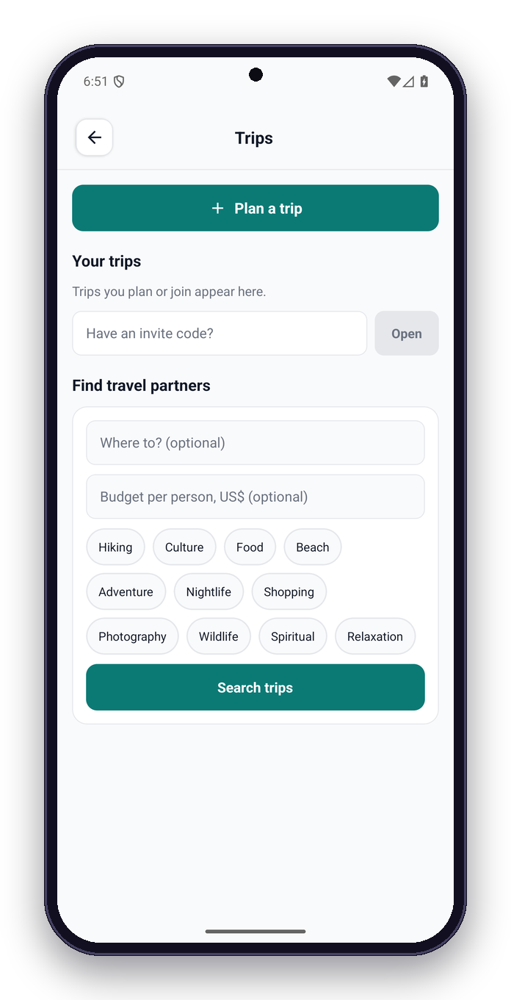 6:51
Trips
+ Plan a trip
Your trips
Trips you plan or join appear here.
Have an invite code?
Open
Find travel partners
Where to? (optional)
Budget per person, US$ (optional)
Hiking Culture Food Beach
Adventure Nightlife Shopping
Photography Wildlife Spiritual Relaxation
Search trips